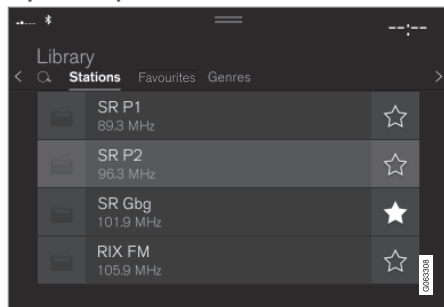 --:--
Library
Stations Favourites Genres
SR P1
89.3 MHz
SR P2
96.3 MHz
SR Gbg
101.9 MHz
RIX FM
105.9 MHz
G063308